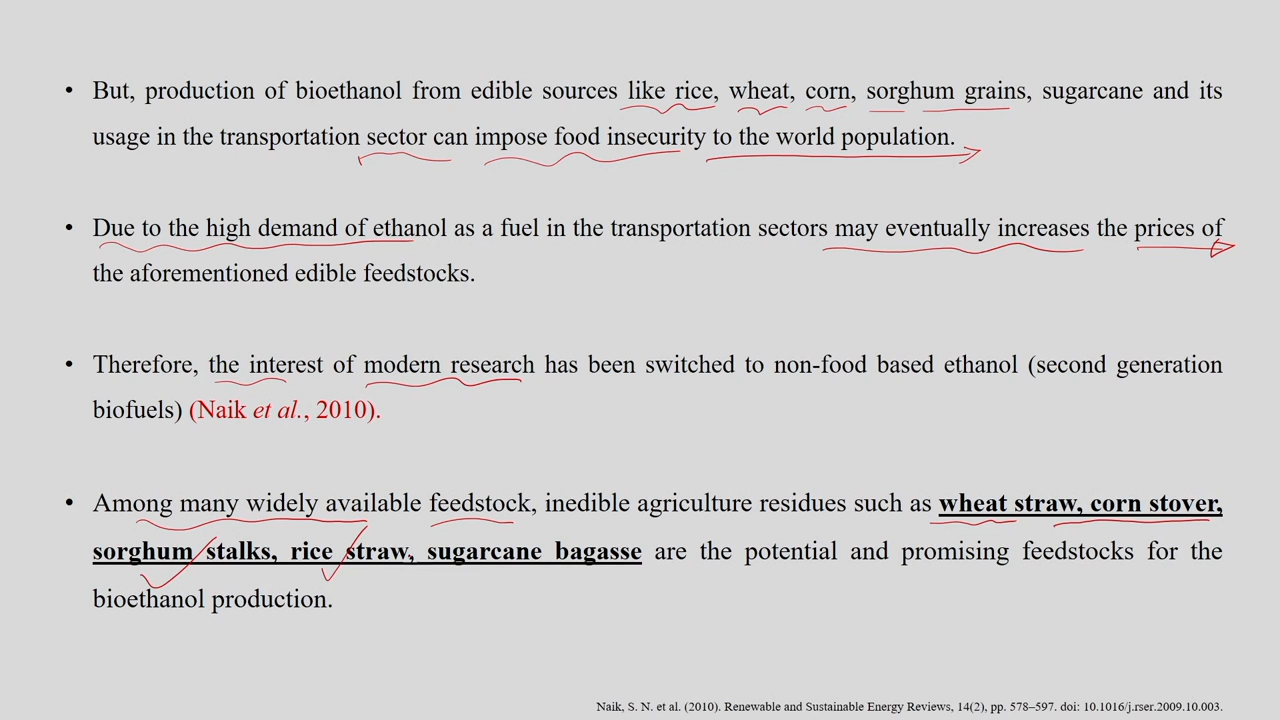 • But, production of bioethanol from edible sources like rice, wheat, corn, sorghum grains, sugarcane and its
usage in the transportation sector can impose food insecurity to the world population.
• Due to the high demand of ethanol as a fuel in the transportation sectors may eventually increases the prices of
the aforementioned edible feedstocks.
• Therefore, the interest of modern research has been switched to non-food based ethanol (second generation
biofuels) (Naik et al., 2010).
• Among many widely available feedstock, inedible agriculture residues such as wheat straw, corn stover,
sorghum stalks, rice straw, sugarcane bagasse are the potential and promising feedstocks for the
bioethanol production.
Naik, S. N. et al. (2010). Renewable and Sustainable Energy Reviews, 14(2), pp. 578–597. doi: 10.1016/j.rser.2009.10.003.